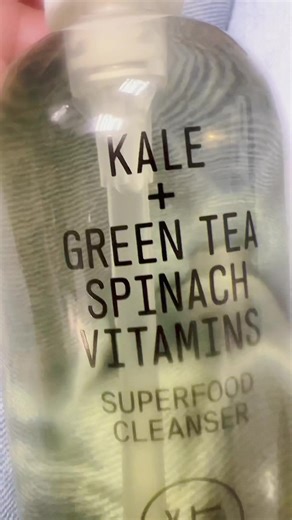 KALE
+
GREEN TEA
SPINACH
VITAMINS
SUPERFOOD
CLEANSER